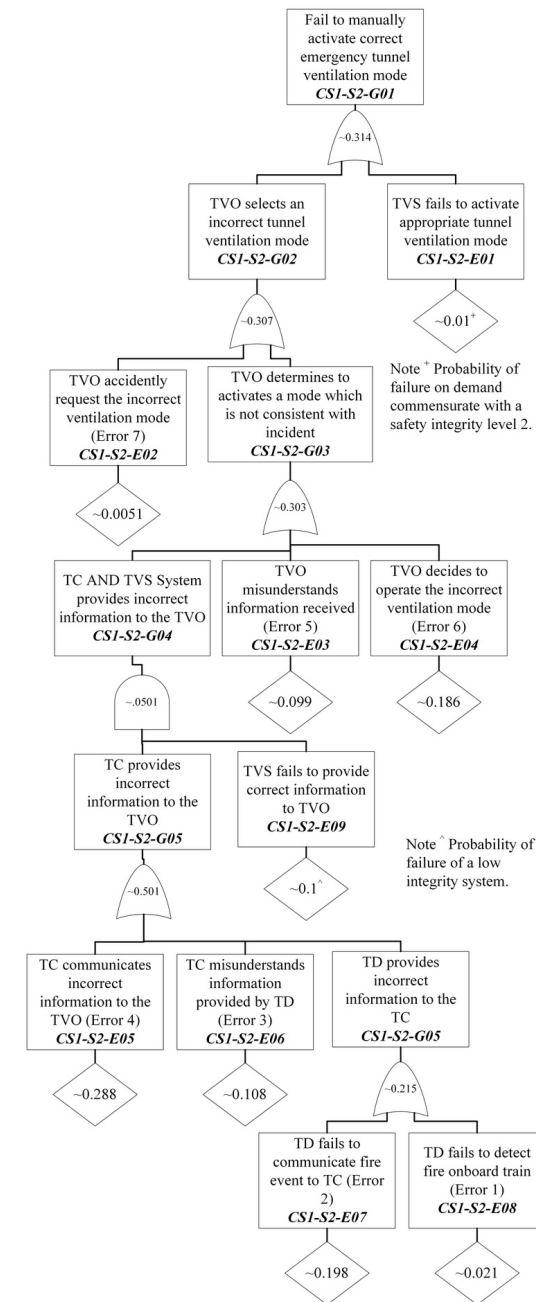 Fail to manually
activate correct
emergency tunnel
ventilation mode
CS1-S2-G01
~0.314
TVO selects an
incorrect tunnel
ventilation mode
CS1-S2-G02
TVS fails to activate
appropriate tunnel
ventilation mode
CS1-S2-E01
~0.307
~0.01+
Note + Probability of
failure on demand
commensurate with a
safety integrity level 2.
TVO accidently
request the incorrect
ventilation mode
(Error 7)
CS1-S2-E02
TVO determines to
activates a mode which
is not consistent with
incident
CS1-S2-G03
~0.0051
~0.303
TC AND TVS System
provides incorrect
information to the TVO
CS1-S2-G04
TVO
misunderstands
information received
(Error 5)
CS1-S2-E03
TVO decides to
operate the incorrect
ventilation mode
(Error 6)
CS1-S2-E04
~.0501
~0.099
~0.186
TC provides
incorrect
information to the
TVO
CS1-S2-G05
TVS fails to provide
correct information
to TVO
CS1-S2-E09
~0.501
~0.1^
Note ^ Probability of
failure of a low
integrity system.
TC communicates
incorrect
information to the
TVO (Error 4)
CS1-S2-E05
TC misunderstands
information
provided by TD
(Error 3)
CS1-S2-E06
TD provides
incorrect
information to the
TC
CS1-S2-G05
~0.288
~0.108
~0.215
TD fails to
communicate fire
event to TC (Error
2)
CS1-S2-E07
TD fails to detect
fire onboard train
(Error 1)
CS1-S2-E08
~0.198
~0.021